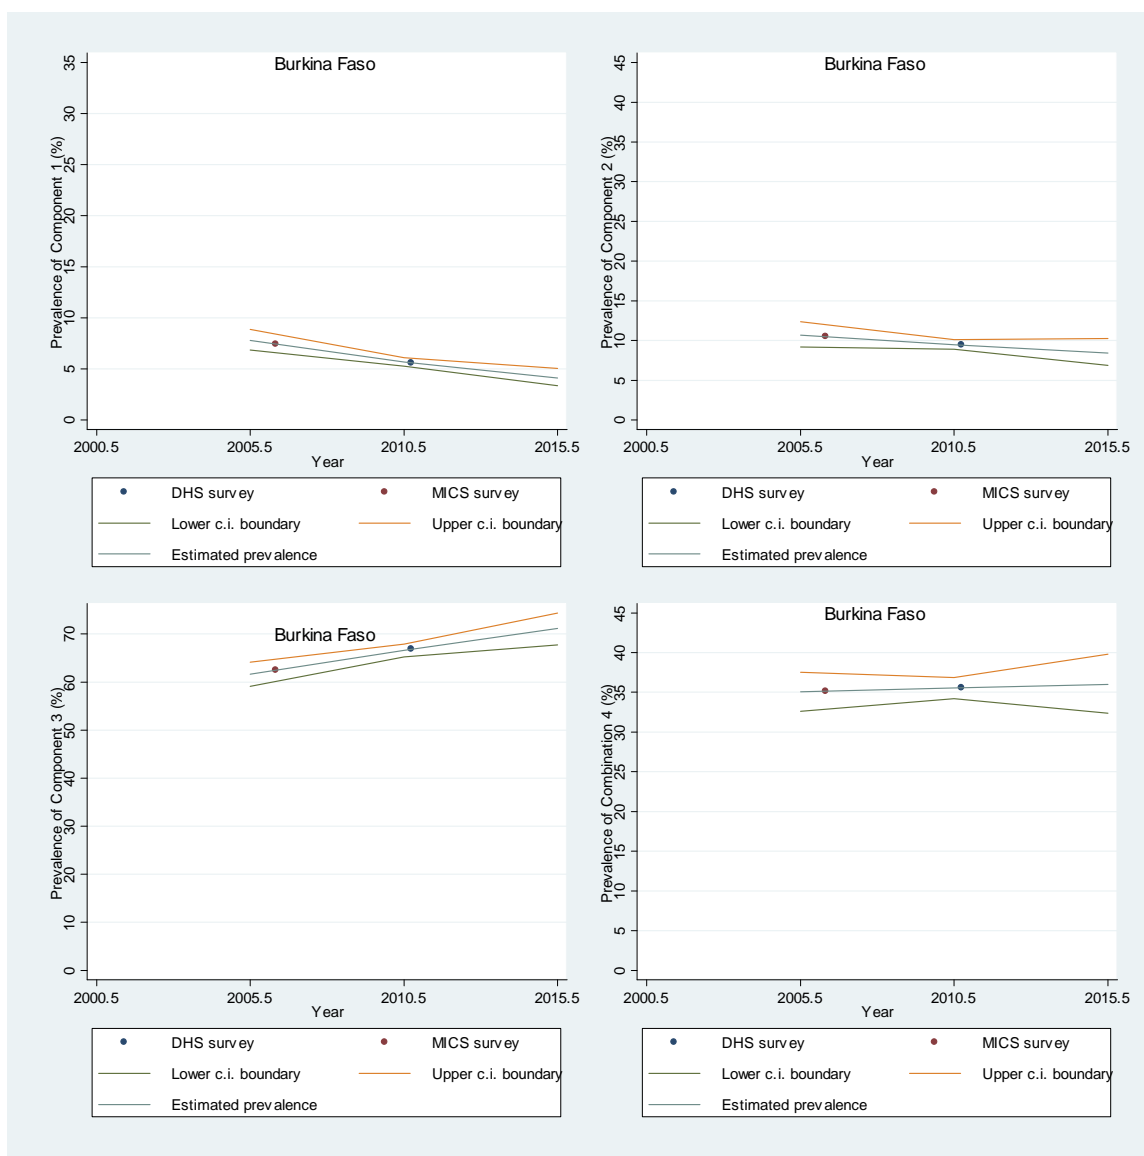 Burkina Faso
Prevalence of Component 1 (%)
35
30
25
20
15
10
5
0
2000.5 2005.5 2010.5 2015.5
Year
DHS survey MICS survey
Lower c.i. boundary Upper c.i. boundary
Estimated prevalence
Burkina Faso
Prevalence of Component 2 (%)
45
40
35
30
25
20
15
10
5
0
2000.5 2005.5 2010.5 2015.5
Year
DHS survey MICS survey
Lower c.i. boundary Upper c.i. boundary
Estimated prevalence
Burkina Faso
Prevalence of Component 3 (%)
70
60
50
40
30
20
10
0
2000.5 2005.5 2010.5 2015.5
Year
DHS survey MICS survey
Lower c.i. boundary Upper c.i. boundary
Estimated prevalence
Burkina Faso
Prevalence of Combination 4 (%)
45
40
35
30
25
20
15
10
5
0
2000.5 2005.5 2010.5 2015.5
Year
DHS survey MICS survey
Lower c.i. boundary Upper c.i. boundary
Estimated prevalence